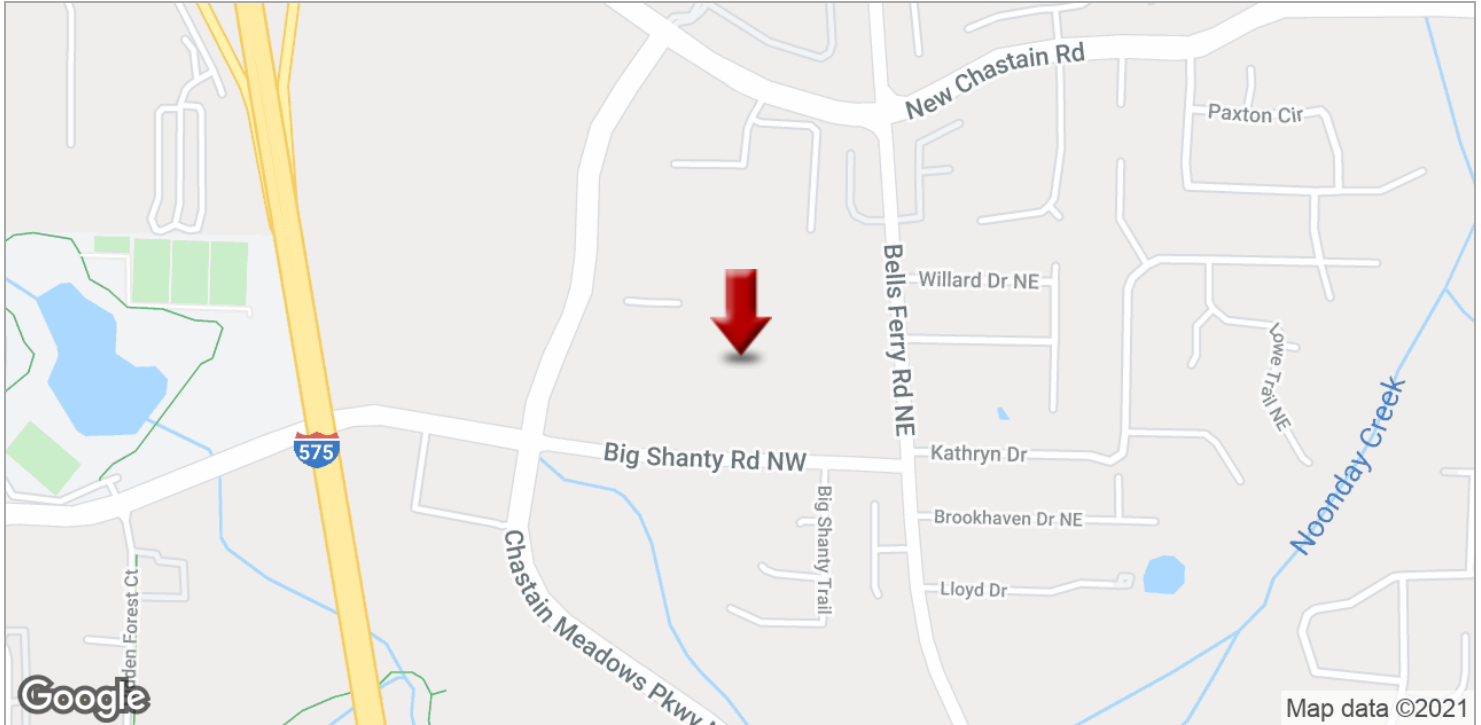 New Chastain Rd
Paxton Cir
Bells Ferry Rd NE
Willard Dr NE
Lowe Trail NE
575
Big Shanty Rd NW
Kathryn Dr
Noonday Creek
Big Shanty Trail
Brookhaven Dr NE
Chastain Meadows Pkwy
Lloyd Dr
Forest Ct
Google
Map data ©2021